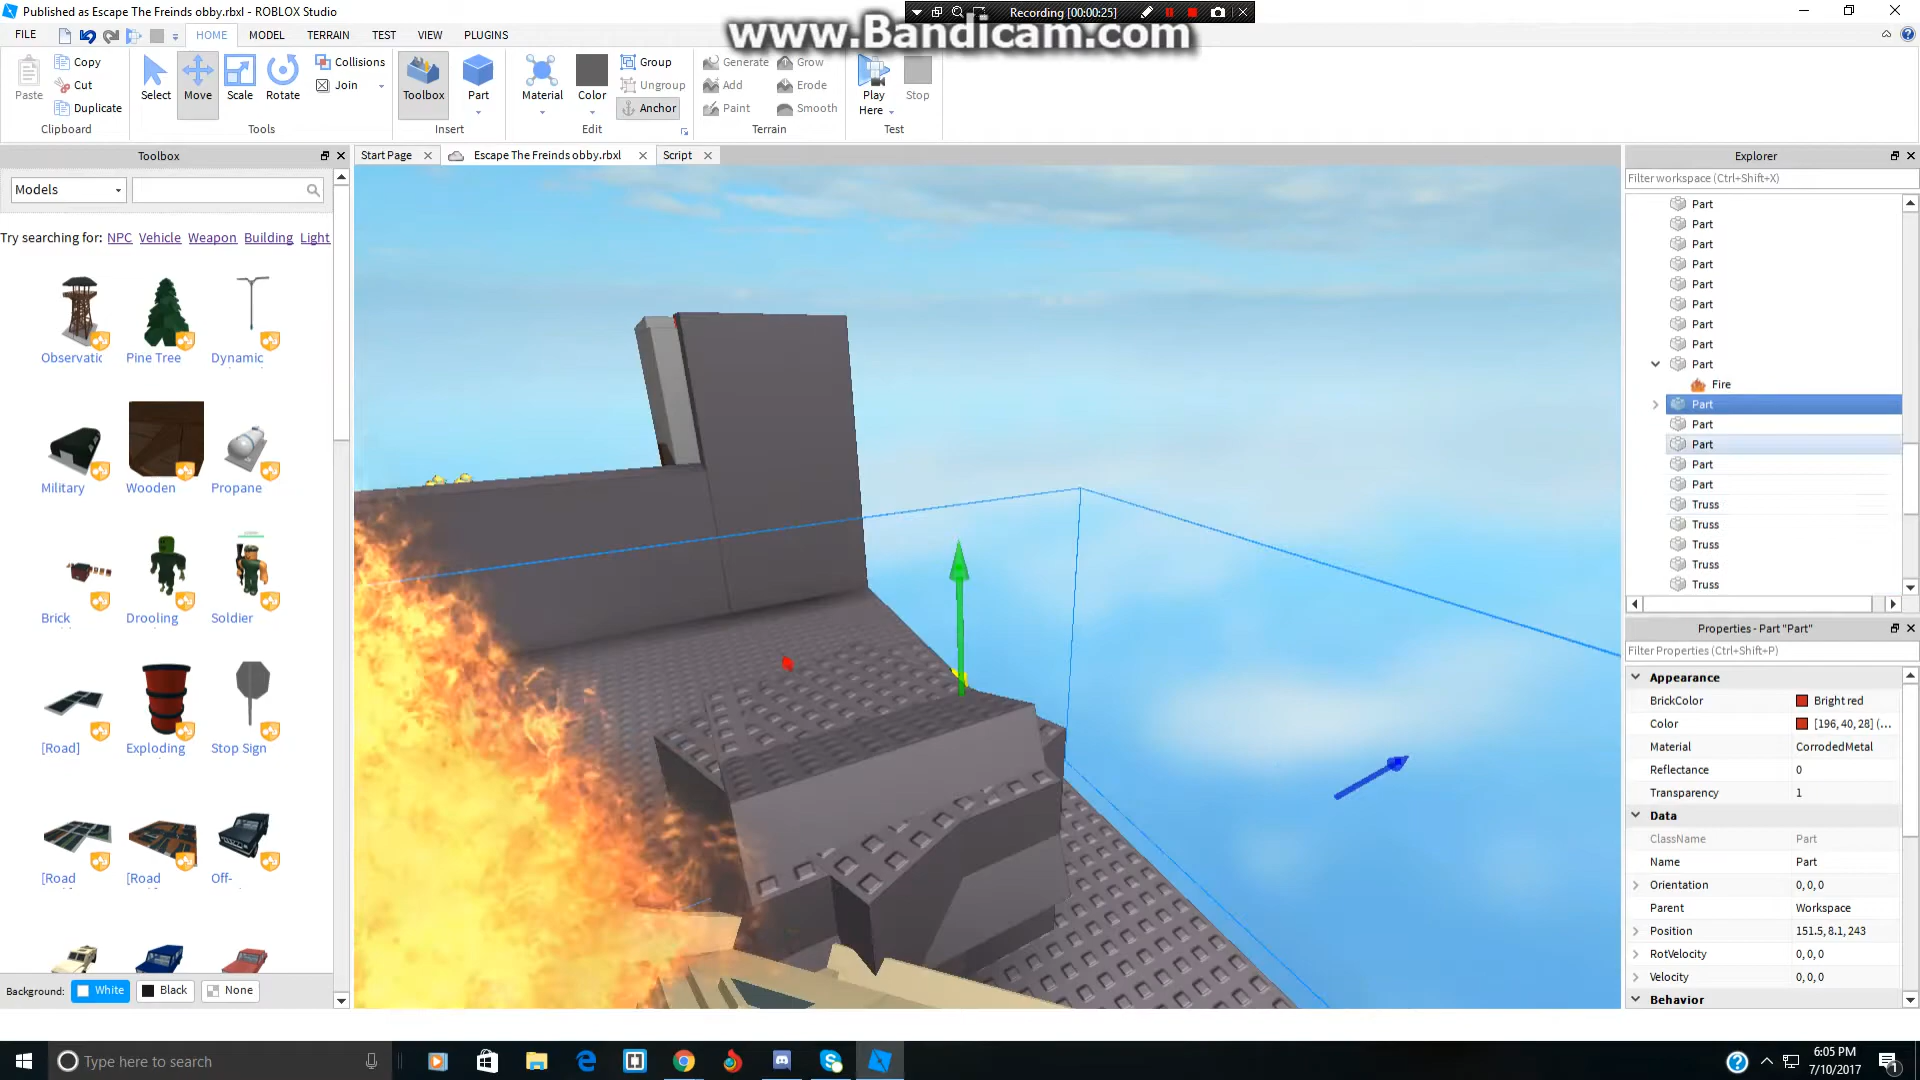 Published as Escape The Freinds obby.rbxl - ROBLOX Studio
Recording [00:00:25]
www.Bandicam.com
FILE
HOME
MODEL
TERRAIN
TEST
VIEW
PLUGINS
Paste
Copy
Cut
Duplicate
Clipboard
Select
Move
Scale
Rotate
Collisions
Join
Tools
Toolbox
Part
Insert
Material
Color
Group
Ungroup
Anchor
Edit
Generate
Grow
Add
Erode
Paint
Smooth
Terrain
Play
Here
Stop
Test
Toolbox
Start Page
Escape The Freinds obby.rbxl
Script
Explorer
Models
Try searching for: NPC Vehicle Weapon Building Light
Observatic
Pine Tree
Dynamic
Military
Wooden
Propane
Brick
Drooling
Soldier
[Road]
Exploding
Stop Sign
[Road
[Road
Off-
Background:
White
Black
None
Filter workspace (Ctrl+Shift+X)
Part
Part
Part
Part
Part
Part
Part
Part
Part
Fire
Part
Part
Part
Part
Part
Truss
Truss
Truss
Truss
Truss
Properties - Part "Part"
Filter Properties (Ctrl+Shift+P)
Appearance
BrickColor Bright red
Color [196, 40, 28] (...
Material CorrodedMetal
Reflectance 0
Transparency 1
Data
ClassName Part
Name Part
Orientation 0, 0, 0
Parent Workspace
Position 151.5, 8.1, 243
RotVelocity 0, 0, 0
Velocity 0, 0, 0
Behavior
Type here to search
6:05 PM
7/10/2017
1